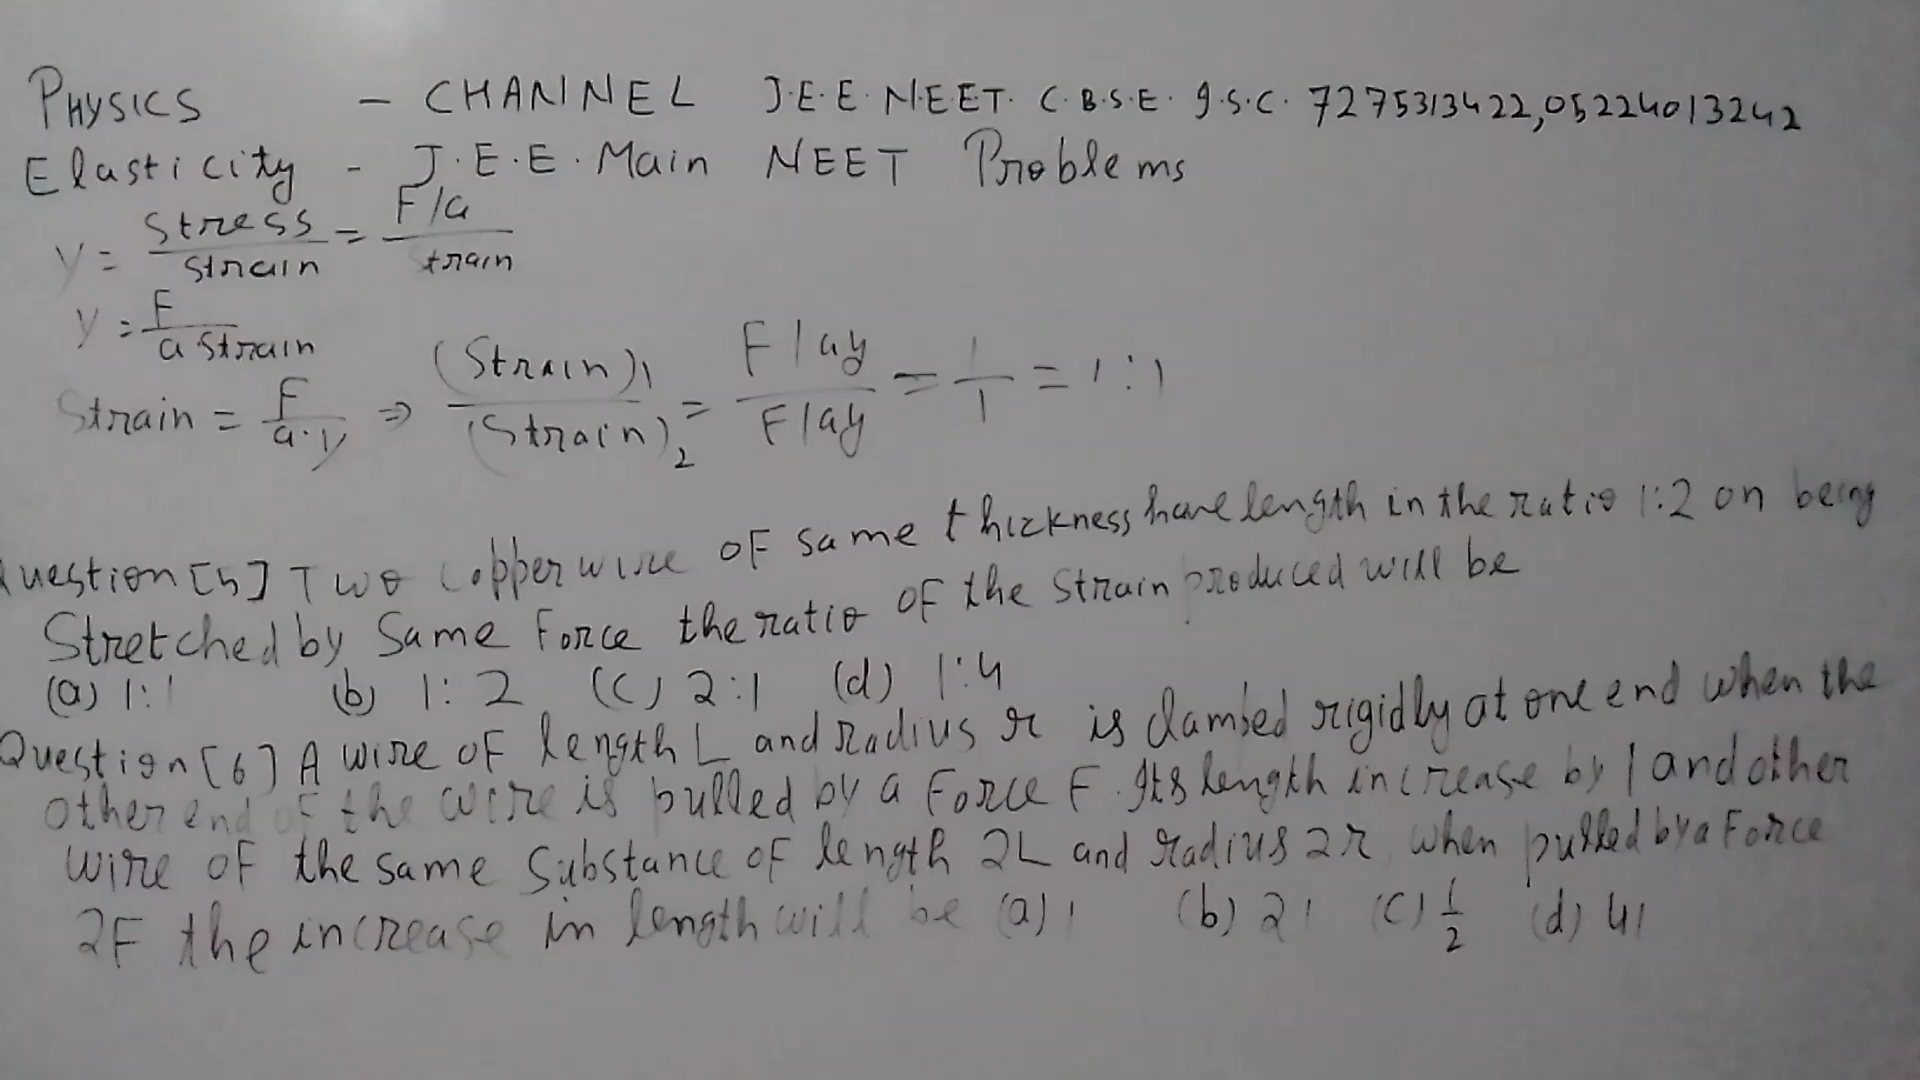 PHYSICS - CHANNEL J.E.E. N.E.E.T. C.B.S.E. I.S.C. 7275313422,05224013242
Elasticity - J.E.E. Main NEET Problems
Y = Stress/Strain = F/a/Strain
Y = F/a Strain
Strain = F/a.y ⇒ (Strain)1/(Strain)2 = F/ay/F/ay = 1/1 = 1:1
Question [5] Two Copper wire OF same thickness have length in the ratio 1:2 on being
Stretched by Same Force the ratio OF the Strain produced will be
(a) 1:1 (b) 1:2 (c) 2:1 (d) 1:4
Question [6] A wire OF length L and radius r is clambed rigidly at one end when the
other end OF the wire is pulled by a Force F. Its length increase by l and other
wire OF the same Substance OF length 2L and radius 2r, when pulled by a Force
2F the increase in length will be (a) l (b) 2l (c) l/2 (d) 4l